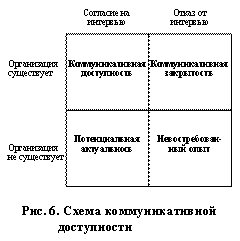 Согласие на Отказ от
интервью интервью
Организация существует
Коммуникативная доступность
Коммуникативная закрытость
Организация не существует
Потенциальная актуальнось
Невостребован-
ный опыт
Рис. 6. Схема коммуникативной
доступности